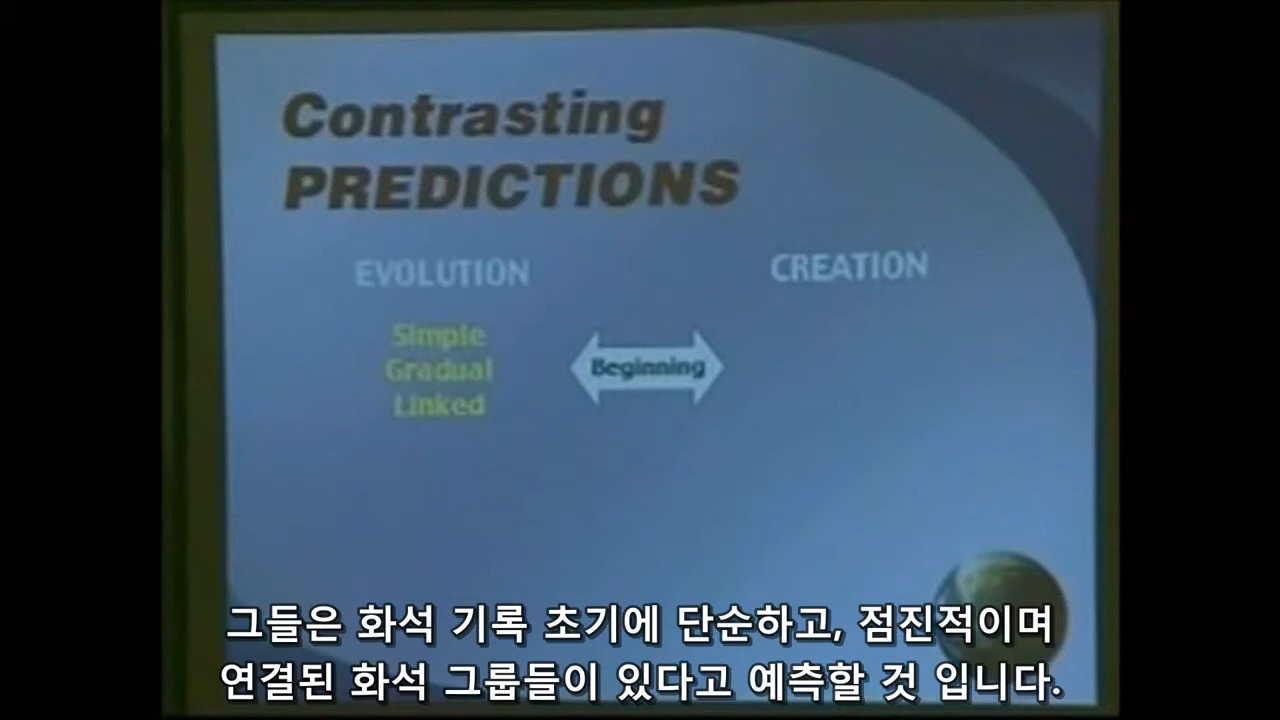 Contrasting
PREDICTIONS
EVOLUTION
CREATION
Simple
Gradual
Linked
Beginning
그들은 화석 기록 초기에 단순하고, 점진적이며
연결된 화석 그룹들이 있다고 예측할 것 입니다.